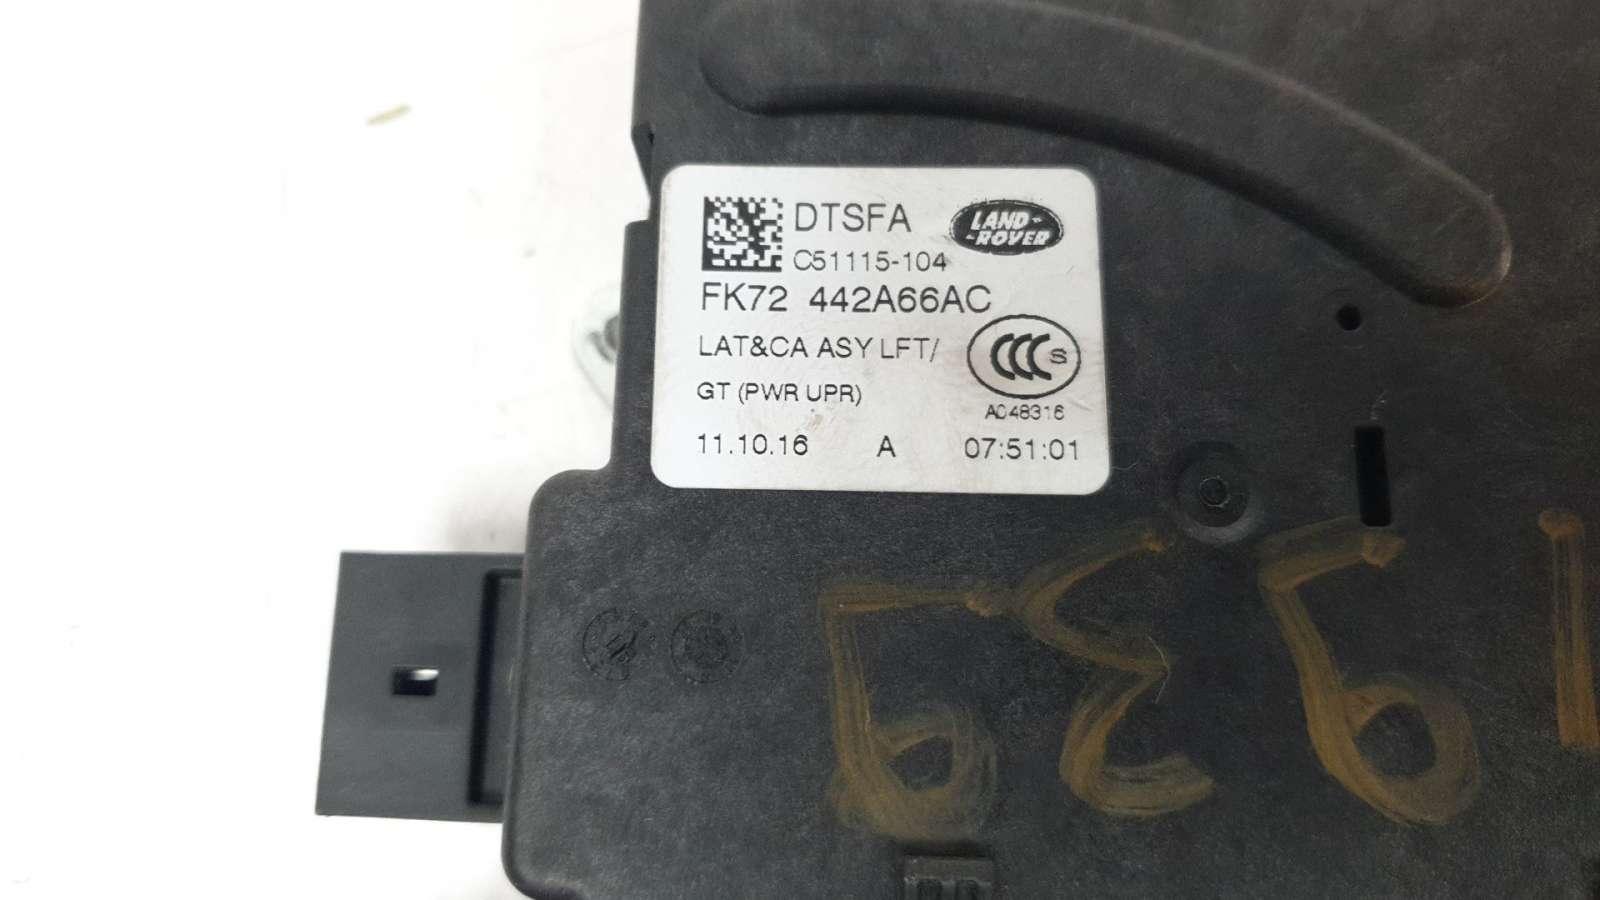 DTSFA
LAND-
-ROVER
C51115-104
FK72 442A66AC
LAT&CA ASY LFT/
GT (PWR UPR)
CCC S
A048316
11.10.16 A 07:51:01